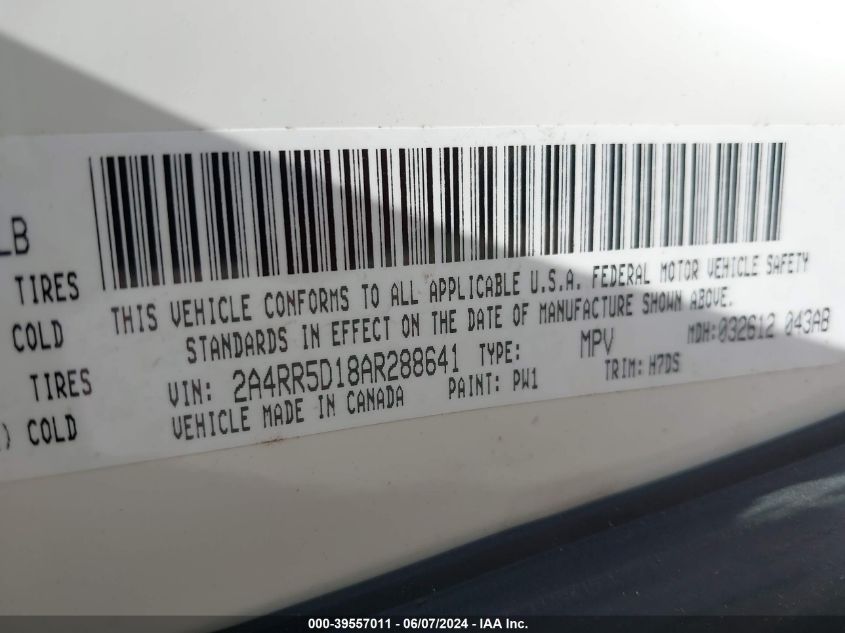 LB
TIRES
COLD
TIRES
) COLD
THIS VEHICLE CONFORMS TO ALL APPLICABLE U.S.A. FEDERAL MOTOR VEHICLE SAFETY
STANDARDS IN EFFECT ON THE DATE OF MANUFACTURE SHOWN ABOVE.
VIN: 2A4RR5D18AR288641 TYPE: MPV MDH:032612 043AB
VEHICLE MADE IN CANADA PAINT: PW1 TRIM: H7DS
000-39557011 - 06/07/2024 - IAA Inc.